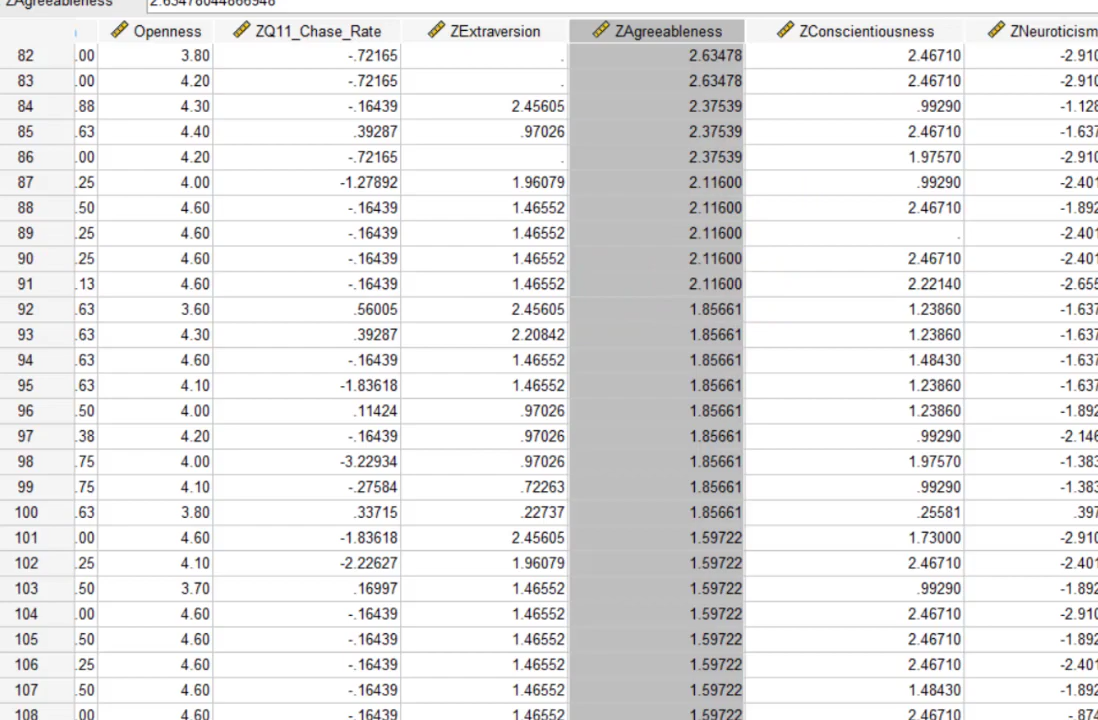 ZAgreeableness 2.63478044866948
Openness ZQ11_Chase_Rate ZExtraversion ZAgreeableness ZConscientiousness ZNeuroticism
82 .00 3.80 -.72165 . 2.63478 2.46710 -2.910
83 .00 4.20 -.72165 . 2.63478 2.46710 -2.910
84 .88 4.30 -.16439 2.45605 2.37539 .99290 -1.128
85 .63 4.40 .39287 .97026 2.37539 2.46710 -1.637
86 .00 4.20 -.72165 . 2.37539 1.97570 -2.910
87 .25 4.00 -1.27892 1.96079 2.11600 .99290 -2.401
88 .50 4.60 -.16439 1.46552 2.11600 2.46710 -1.892
89 .25 4.60 -.16439 1.46552 2.11600 . -2.401
90 .25 4.60 -.16439 1.46552 2.11600 2.46710 -2.401
91 .13 4.60 -.16439 1.46552 2.11600 2.22140 -2.655
92 .63 3.60 .56005 2.45605 1.85661 1.23860 -1.637
93 .63 4.30 .39287 2.20842 1.85661 1.23860 -1.637
94 .63 4.60 -.16439 1.46552 1.85661 1.48430 -1.637
95 .63 4.10 -1.83618 1.46552 1.85661 1.23860 -1.637
96 .50 4.00 .11424 .97026 1.85661 1.23860 -1.892
97 .38 4.20 -.16439 .97026 1.85661 .99290 -2.146
98 .75 4.00 -3.22934 .97026 1.85661 1.97570 -1.383
99 .75 4.10 -.27584 .72263 1.85661 .99290 -1.383
100 .63 3.80 .33715 .22737 1.85661 .25581 .397
101 .00 4.60 -1.83618 2.45605 1.59722 1.73000 -2.910
102 .25 4.10 -2.22627 1.96079 1.59722 2.46710 -2.401
103 .50 3.70 .16997 1.46552 1.59722 .99290 -1.892
104 .00 4.60 -.16439 1.46552 1.59722 2.46710 -2.910
105 .50 4.60 -.16439 1.46552 1.59722 2.46710 -1.892
106 .25 4.60 -.16439 1.46552 1.59722 2.46710 -2.401
107 .50 4.60 -.16439 1.46552 1.59722 1.48430 -1.892
108 .00 4.60 -.16439 1.46552 1.59722 2.46710 -.874